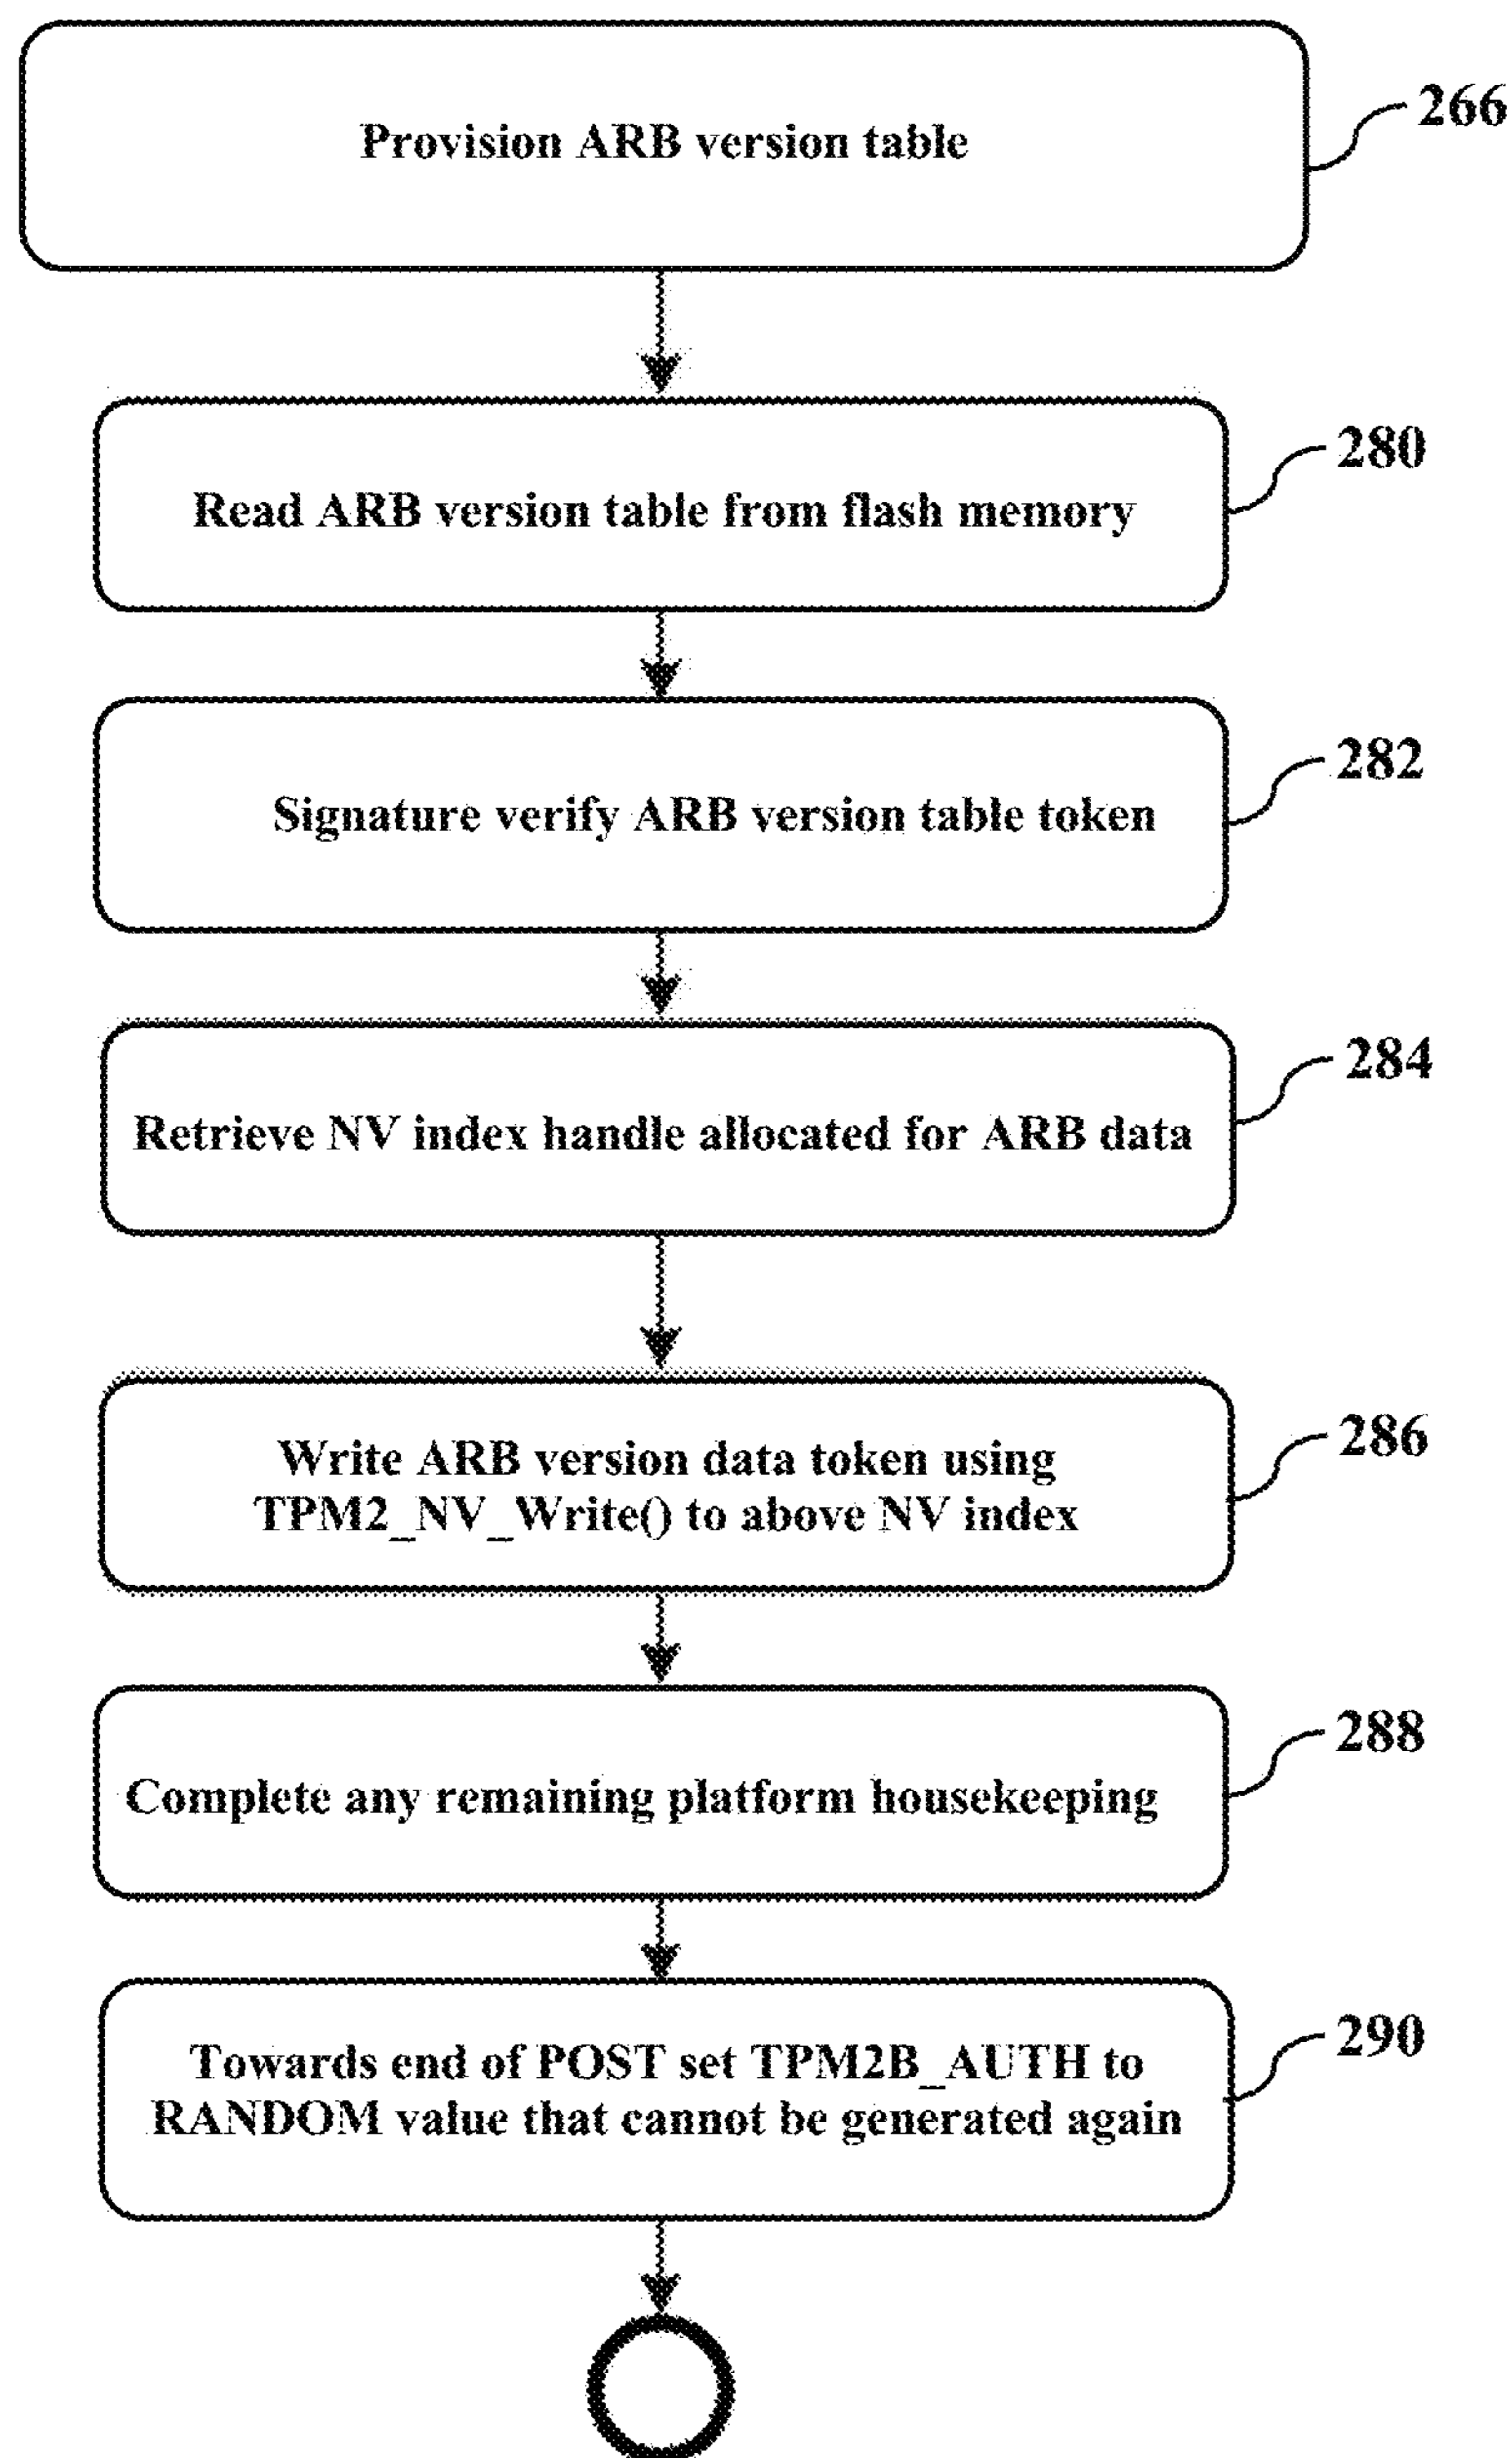 Provision ARB version table
266
Read ARB version table from flash memory
280
Signature verify ARB version table token
282
Retrieve NV index handle allocated for ARB data
284
Write ARB version data token using
TPM2_NV_Write() to above NV index
286
Complete any remaining platform housekeeping
288
Towards end of POST set TPM2B_AUTH to
RANDOM value that cannot be generated again
290